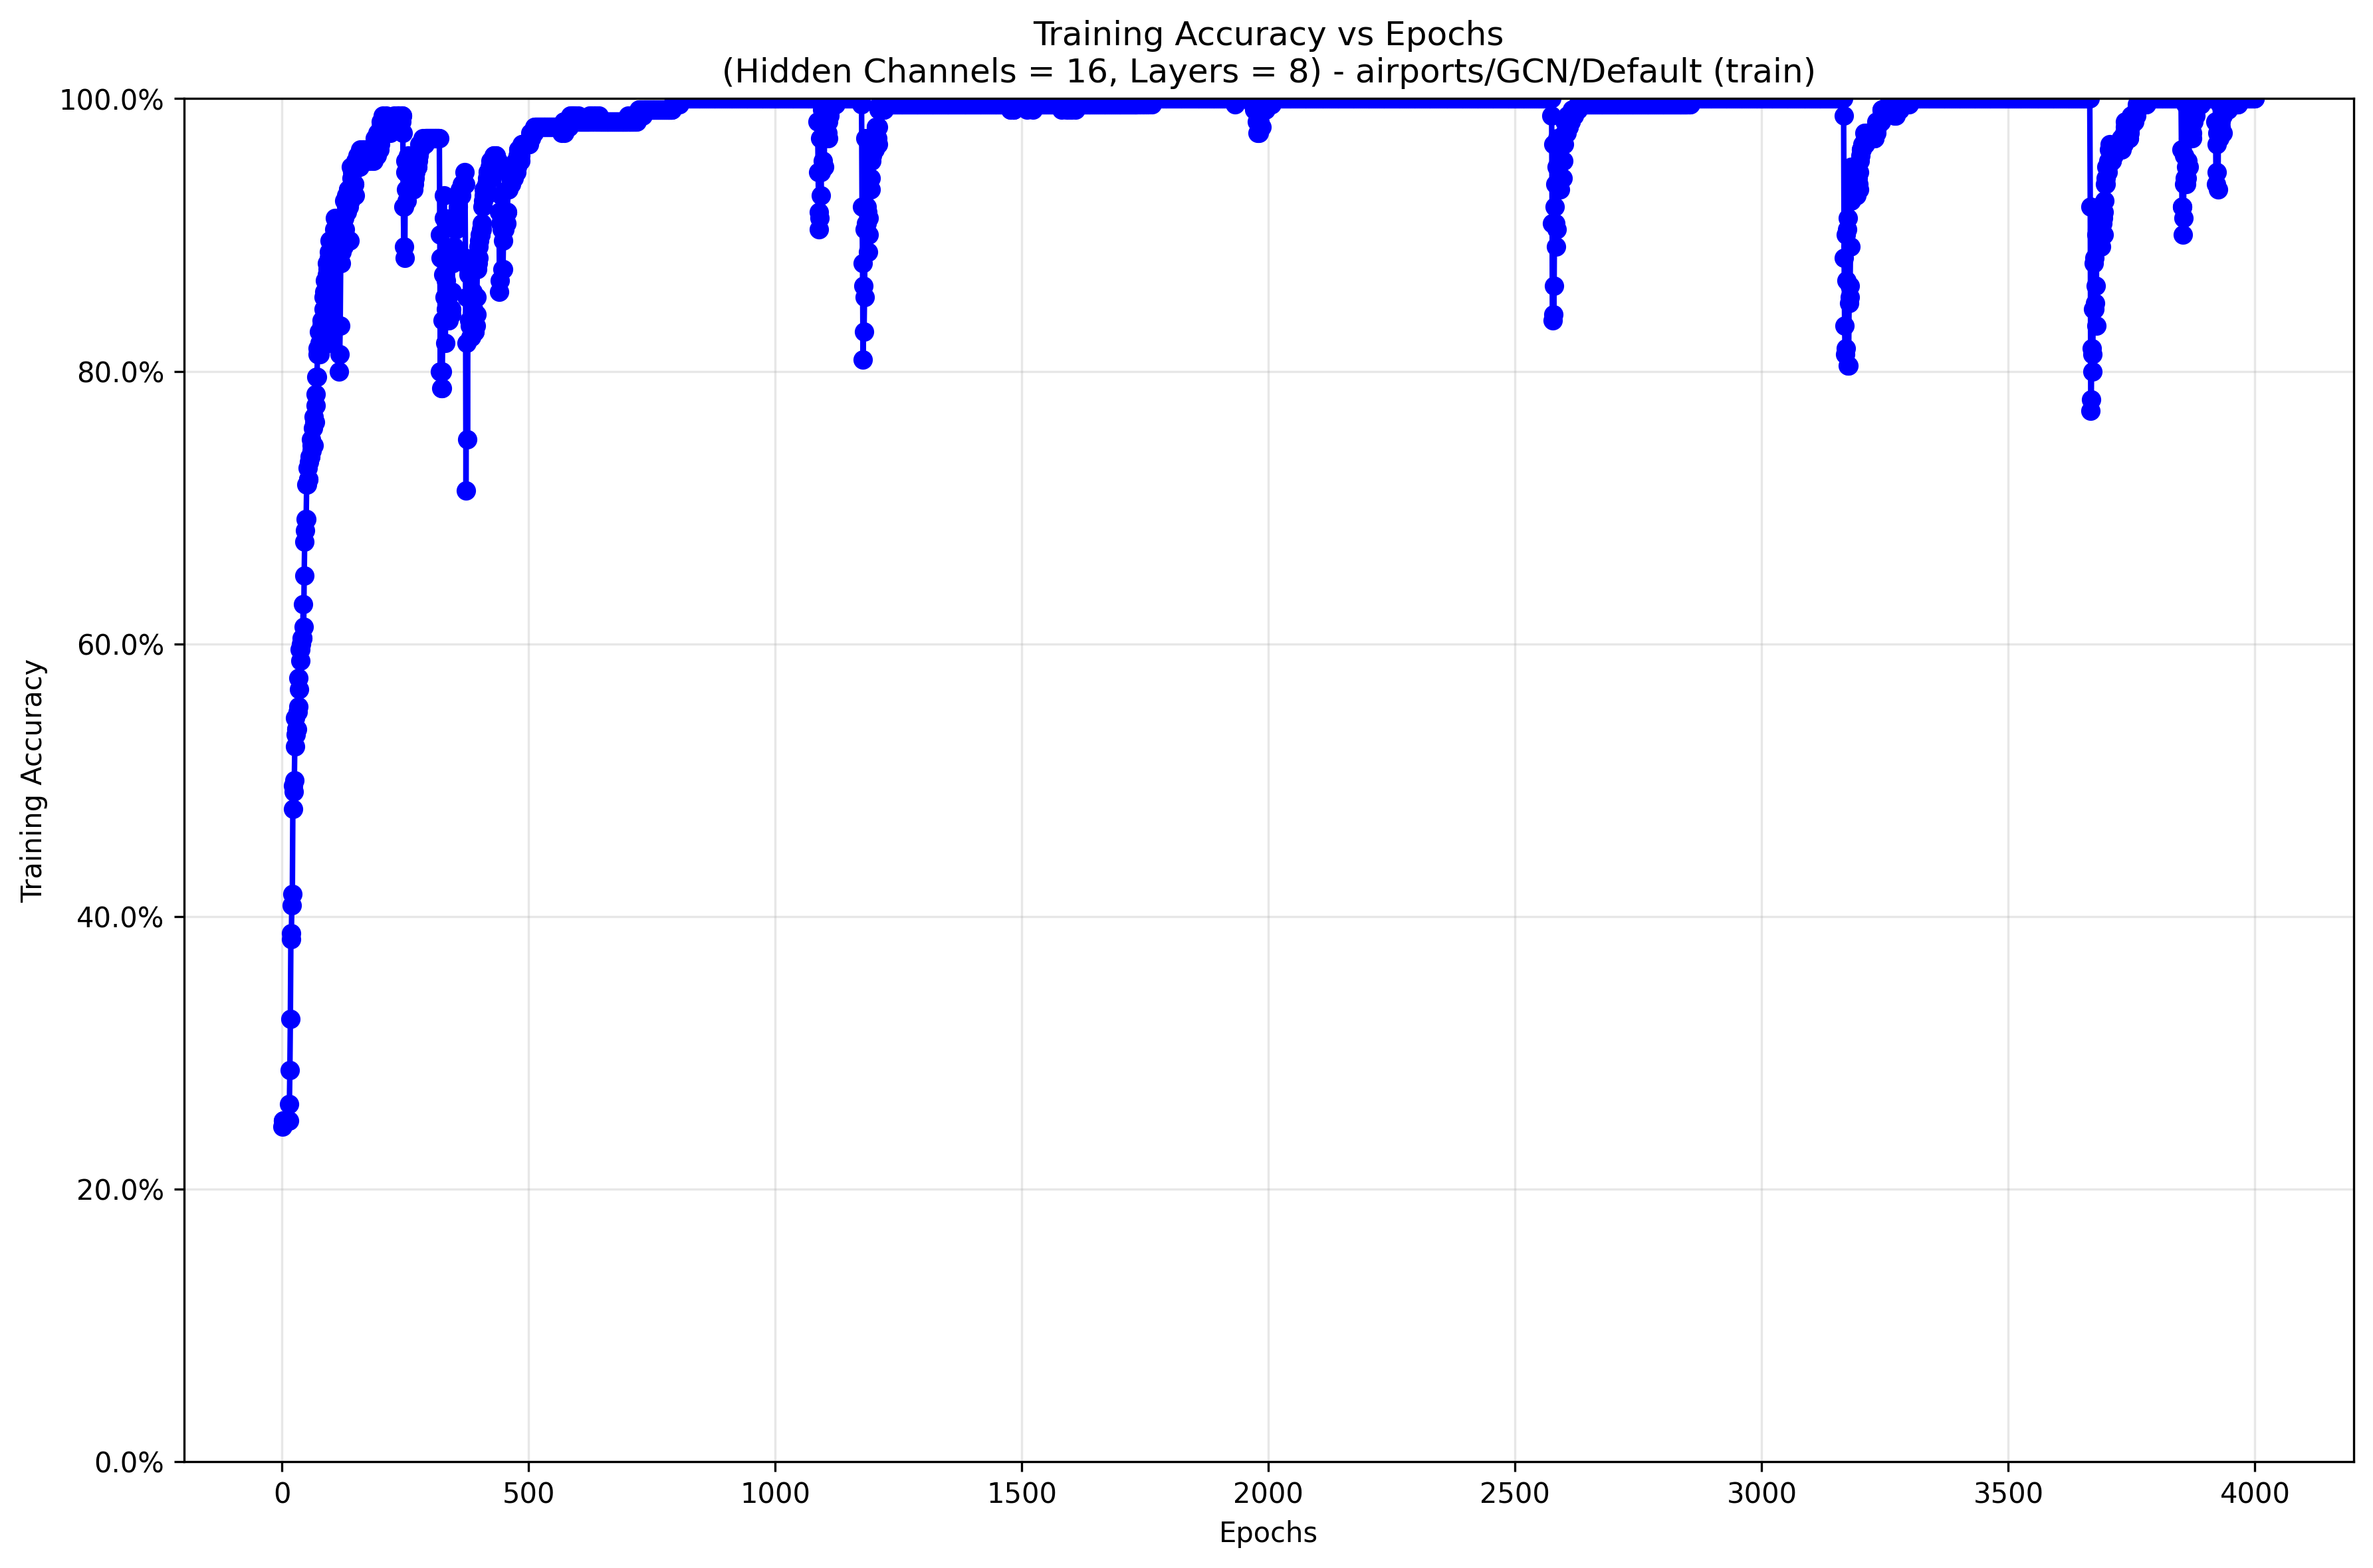 Training Accuracy vs Epochs
(Hidden Channels = 16, Layers = 8) - airports/GCN/Default (train)
100.0%
80.0%
60.0%
40.0%
20.0%
0.0%
Training Accuracy
0 500 1000 1500 2000 2500 3000 3500 4000
Epochs